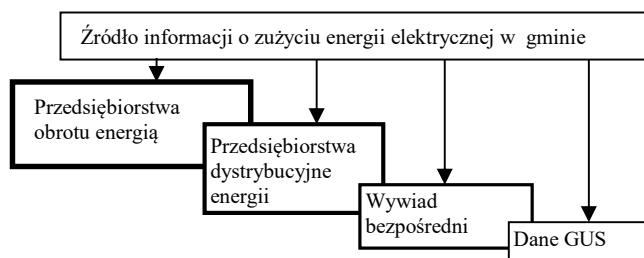 Źródło informacji o zużyciu energii elektrycznej w gminie
Przedsiębiorstwa
obrotu energią
Przedsiębiorstwa
dystrybucyjne
energii
Wywiad
bezpośredni
Dane GUS